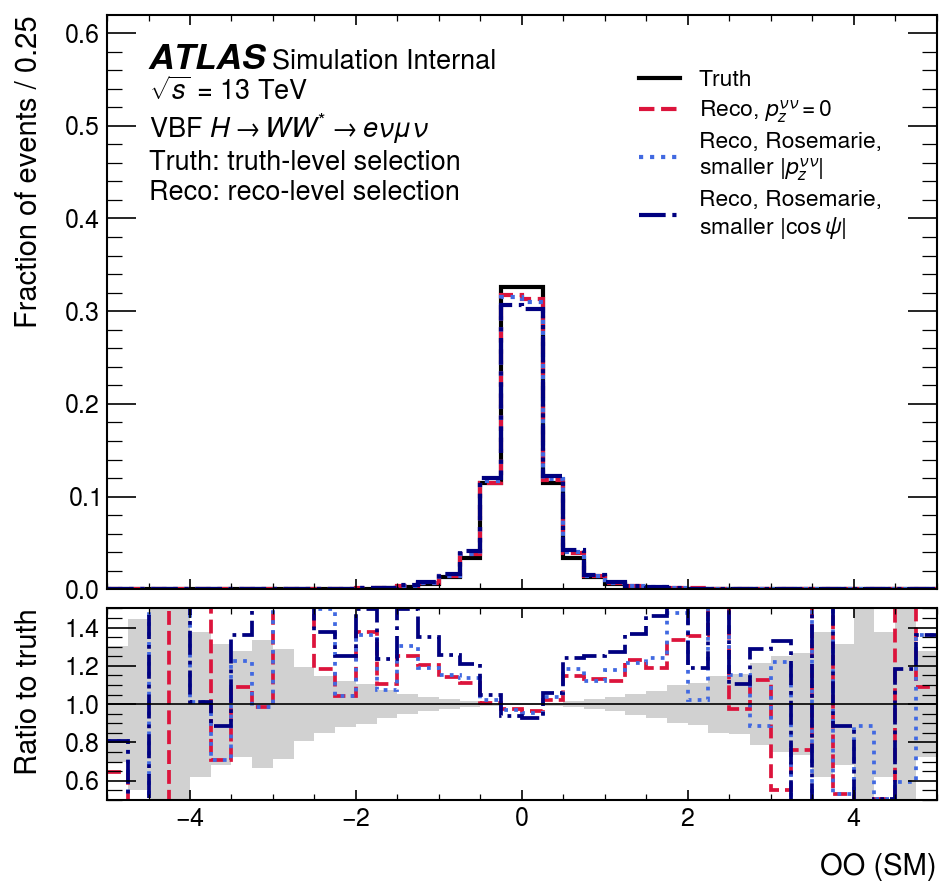 ATLAS Simulation Internal
√s = 13 TeV
VBF H → WW* → eνμν
Truth: truth-level selection
Reco: reco-level selection
Truth
Reco, p_z^{νν} = 0
Reco, Rosemarie,
smaller |p_z^{νν}|
Reco, Rosemarie,
smaller |cos ψ|
Fraction of events / 0.25
0.6
0.5
0.4
0.3
0.2
0.1
0.0
Ratio to truth
1.4
1.2
1.0
0.8
0.6
−4
−2
0
2
4
OO (SM)